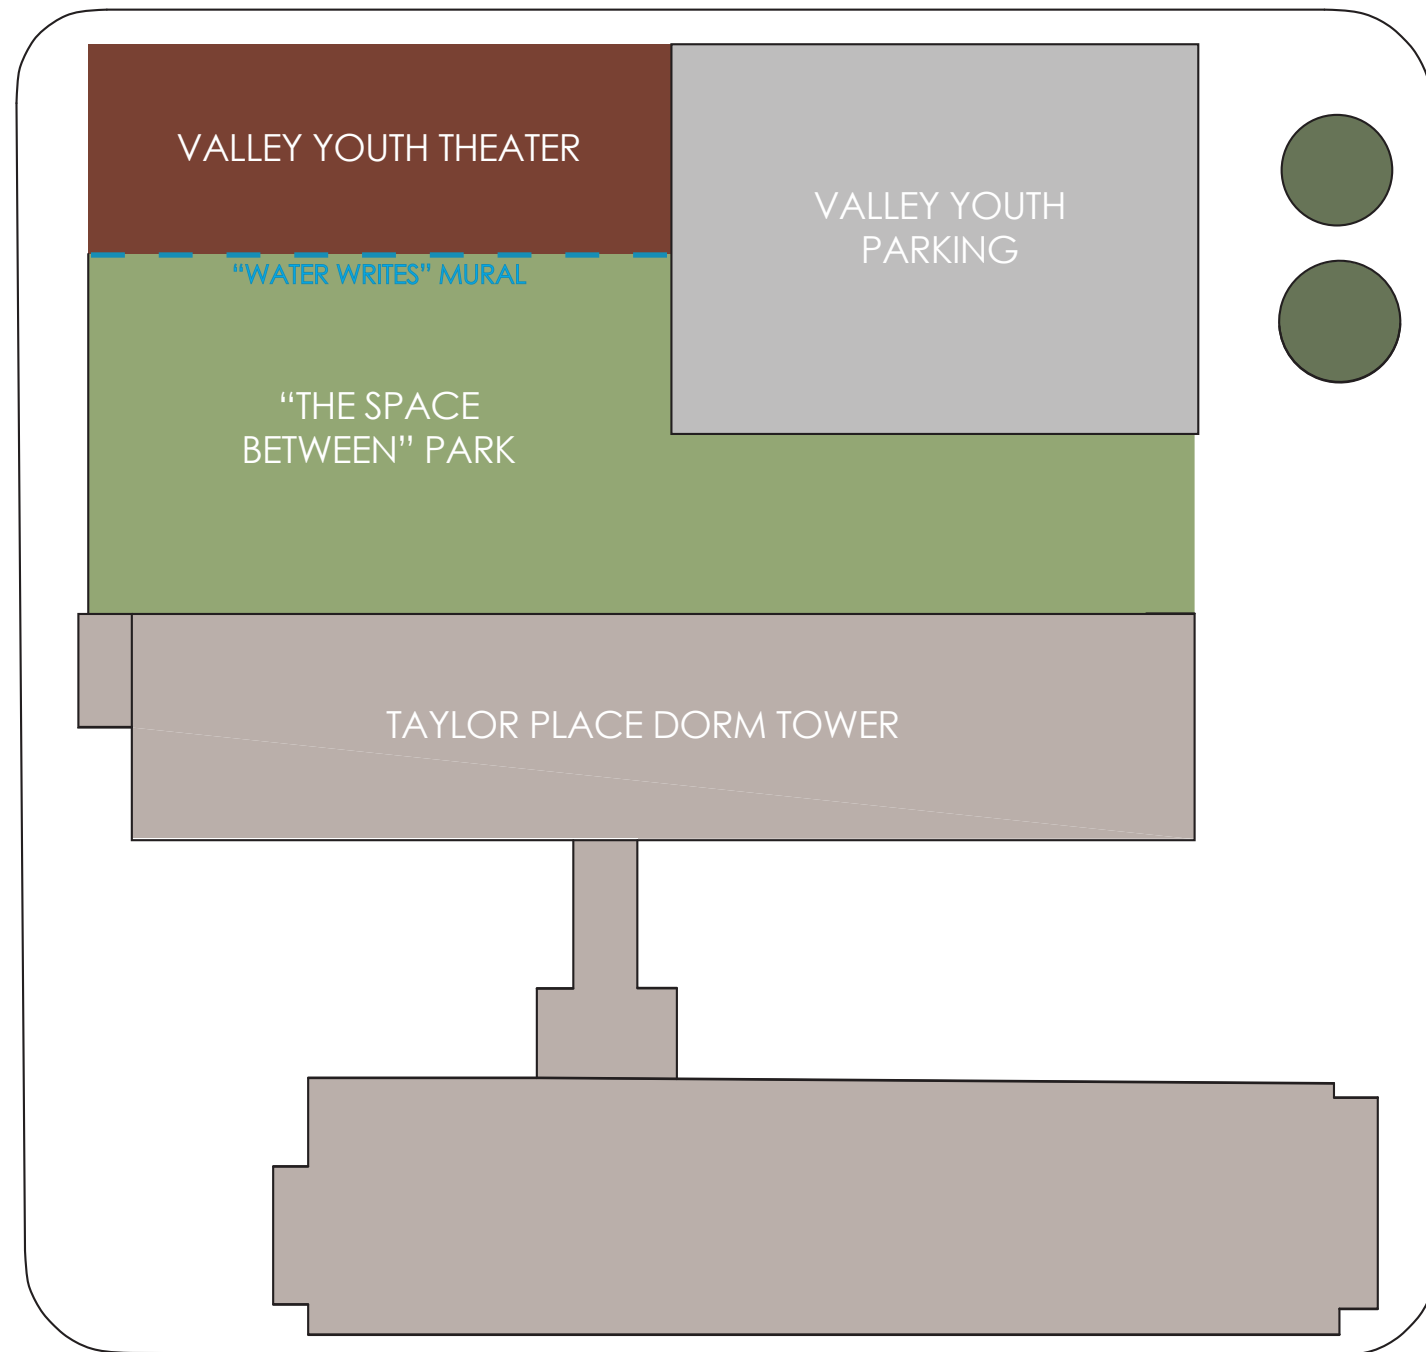 VALLEY YOUTH THEATER
VALLEY YOUTH
PARKING
“WATER WRITES” MURAL
“THE SPACE
BETWEEN” PARK
TAYLOR PLACE DORM TOWER